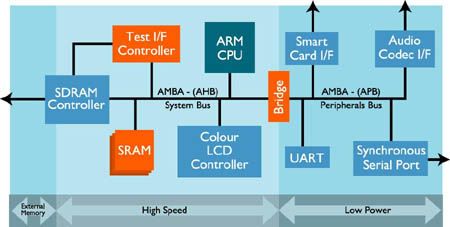 Test I/F
Controller
ARM
CPU
Smart
Card I/F
Audio
Codec I/F
SDRAM
Controller
AMBA - (AHB)
System Bus
Bridge
AMBA - (APB)
Peripherals Bus
SRAM
Colour
LCD
Controller
UART
Synchronous
Serial Port
External
Memory
High Speed
Low Power